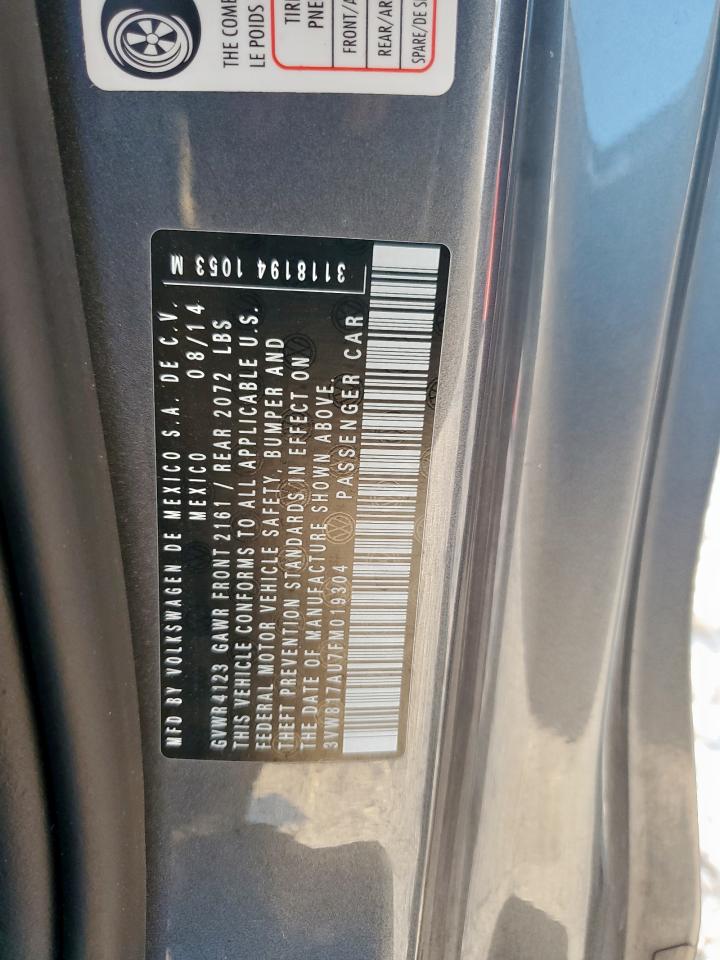 THE COMB
LE POIDS
TIRE
PNE
FRONT/A
REAR/AR
SPARE/DE S
MFD BY VOLKSWAGEN DE MEXICO S.A. DE C.V.
MEXICO 08/14
GVWR 4123 GAWR FRONT 2161 / REAR 2072 LBS
THIS VEHICLE CONFORMS TO ALL APPLICABLE U.S.
FEDERAL MOTOR VEHICLE SAFETY, BUMPER AND
THEFT PREVENTION STANDARDS IN EFFECT ON
THE DATE OF MANUFACTURE SHOWN ABOVE.
3VW817AU7FM019304 PASSENGER CAR
3118194 1053 M